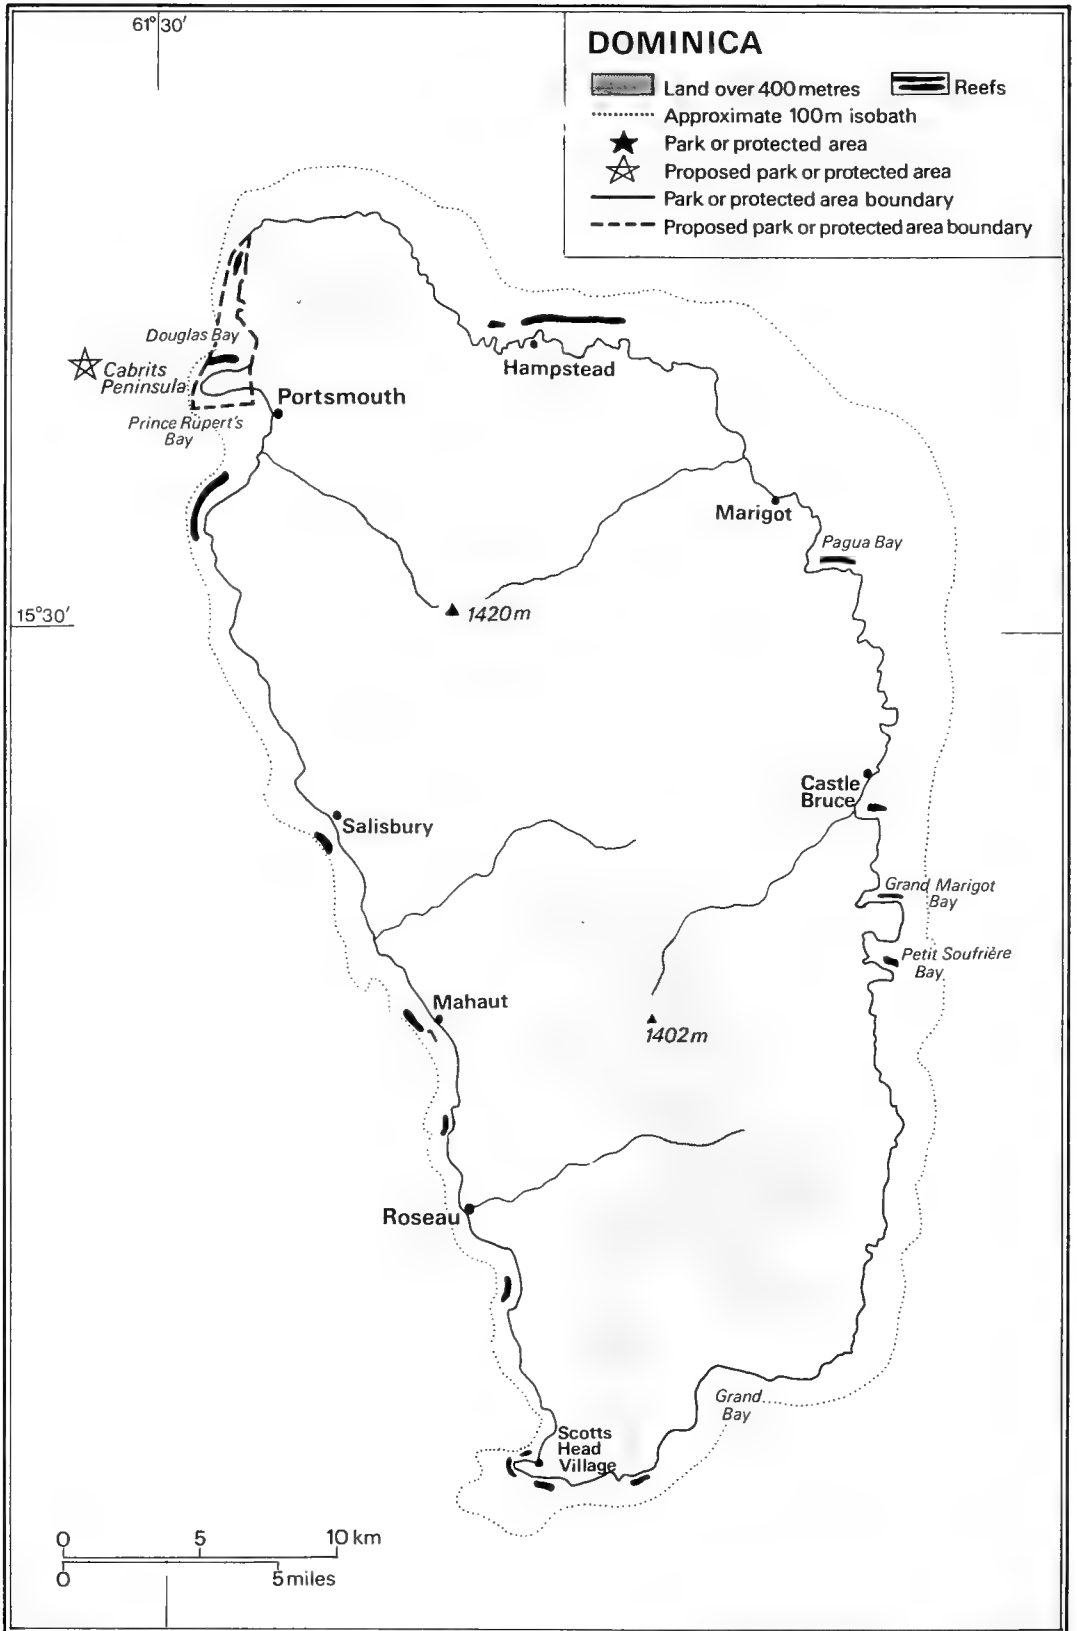 61°30'
DOMINICA
Land over 400 metres
Reefs
Approximate 100m isobath
Park or protected area
Proposed park or protected area
Park or protected area boundary
Proposed park or protected area boundary
Douglas Bay
Cabrits
Peninsula
Hampstead
Portsmouth
Prince Rupert's
Bay
Marigot
Pagua Bay
1420m
15°30'
Castle
Bruce
Salisbury
Grand Marigot
Bay
Petit Soufrière
Bay
Mahaut
1402m
Roseau
Grand
Bay
Scotts
Head
Village
0 5 10 km
0 5 miles